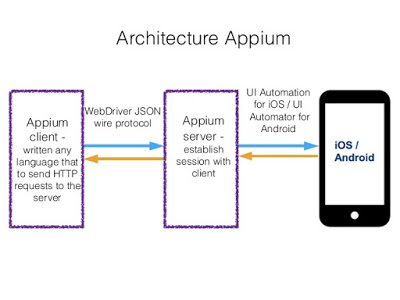 Architecture Appium
Appium
client -
written any
language that
to send HTTP
requests to the
server
WebDriver JSON
wire protocol
Appium
server -
establish
session with
client
UI Automation
for iOS / UI
Automator for
Android
iOS /
Android